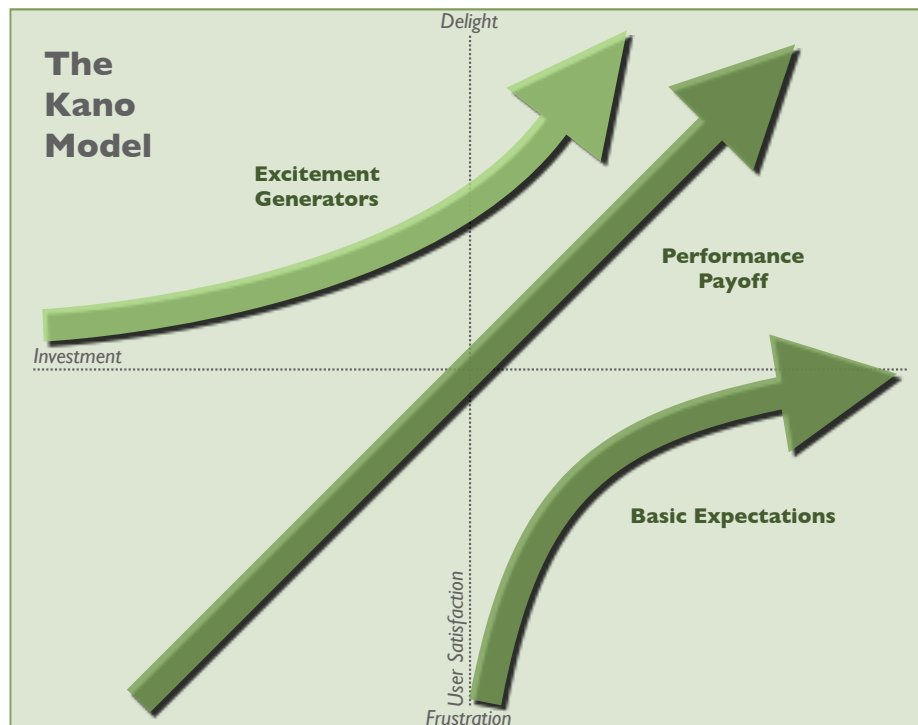 Delight
The
Kano
Model
Excitement
Generators
Performance
Payoff
Investment
Basic Expectations
User Satisfaction
Frustration